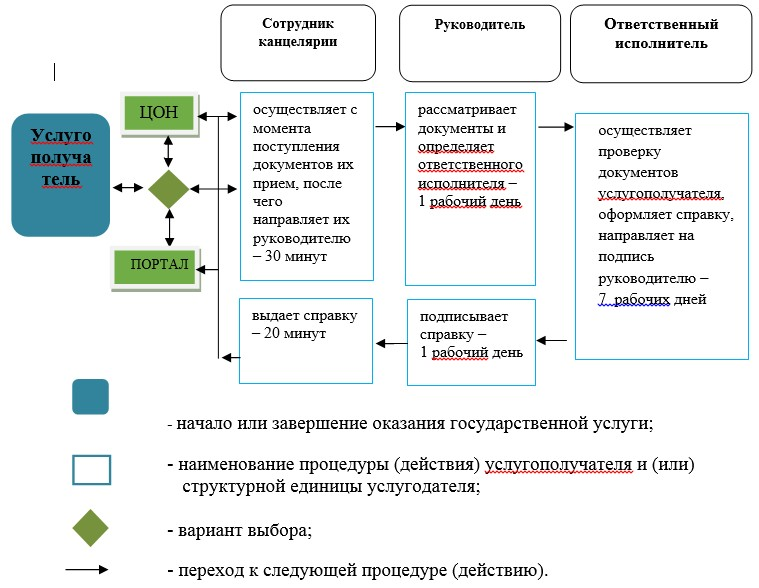 Сотрудник
канцелярии
Руководитель
Ответственный
исполнитель
Услуго
получа
тель
ЦОН
ПОРТАЛ
осуществляет с
момента
поступления
документов их
прием, после
чего
направляет их
руководителю
– 30 минут
рассматривает
документы и
определяет
ответственного
исполнителя –
1 рабочий день
осуществляет
проверку
документов
услугополучателя,
оформляет справку,
направляет на
подпись
руководителю –
7 рабочих дней
выдает справку
– 20 минут
подписывает
справку –
1 рабочий день
- начало или завершение оказания государственной услуги;
- наименование процедуры (действия) услугополучателя и (или)
структурной единицы услугодателя;
- вариант выбора;
- переход к следующей процедуре (действию).